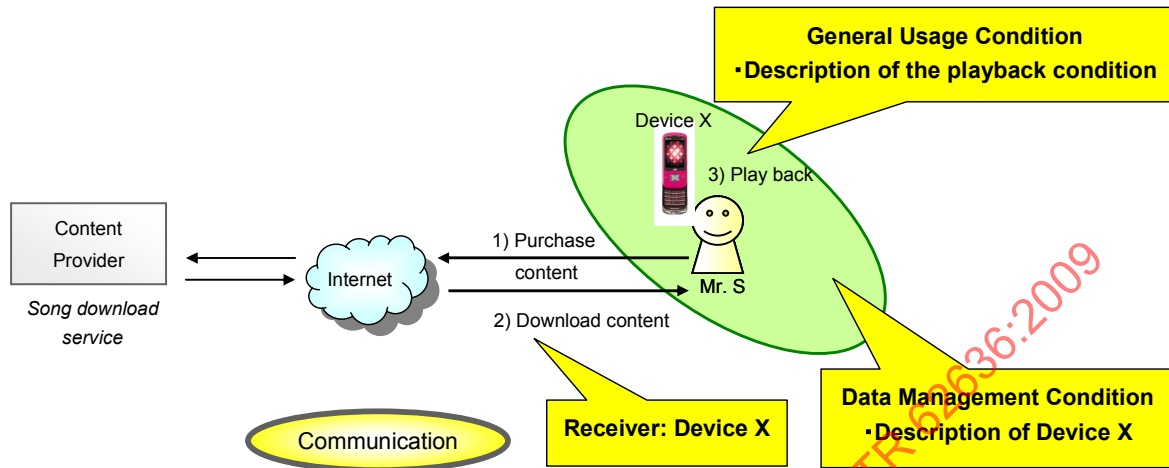 General Usage Condition
・Description of the playback condition
Device X
3) Play back
Content
Provider
Song download
service
Internet
1) Purchase
content
Mr. S
2) Download content
Communication
Receiver: Device X
Data Management Condition
・Description of Device X
TR 62636:2009